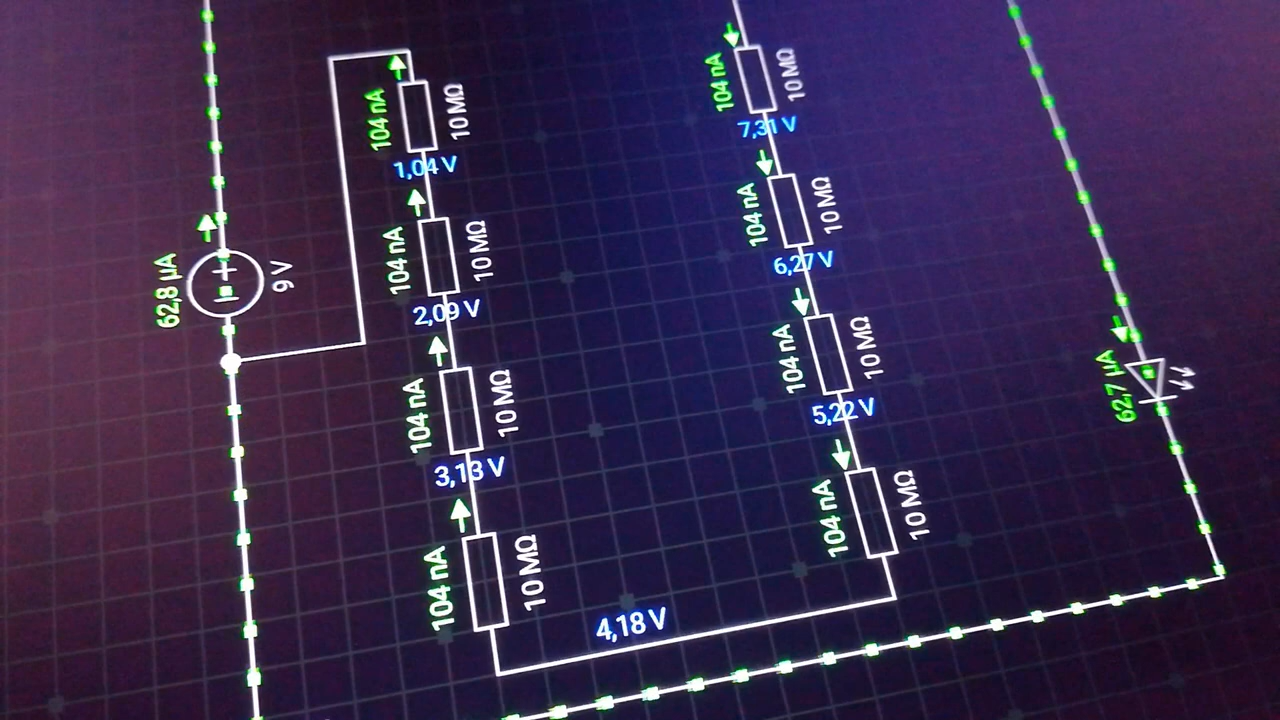 62,8 µA
9 V
104 nA
10 MΩ
1,04 V
104 nA
10 MΩ
2,09 V
104 nA
10 MΩ
3,13 V
104 nA
10 MΩ
4,18 V
104 nA
10 MΩ
7,31 V
104 nA
10 MΩ
6,27 V
104 nA
10 MΩ
5,22 V
104 nA
10 MΩ
62,7 µA